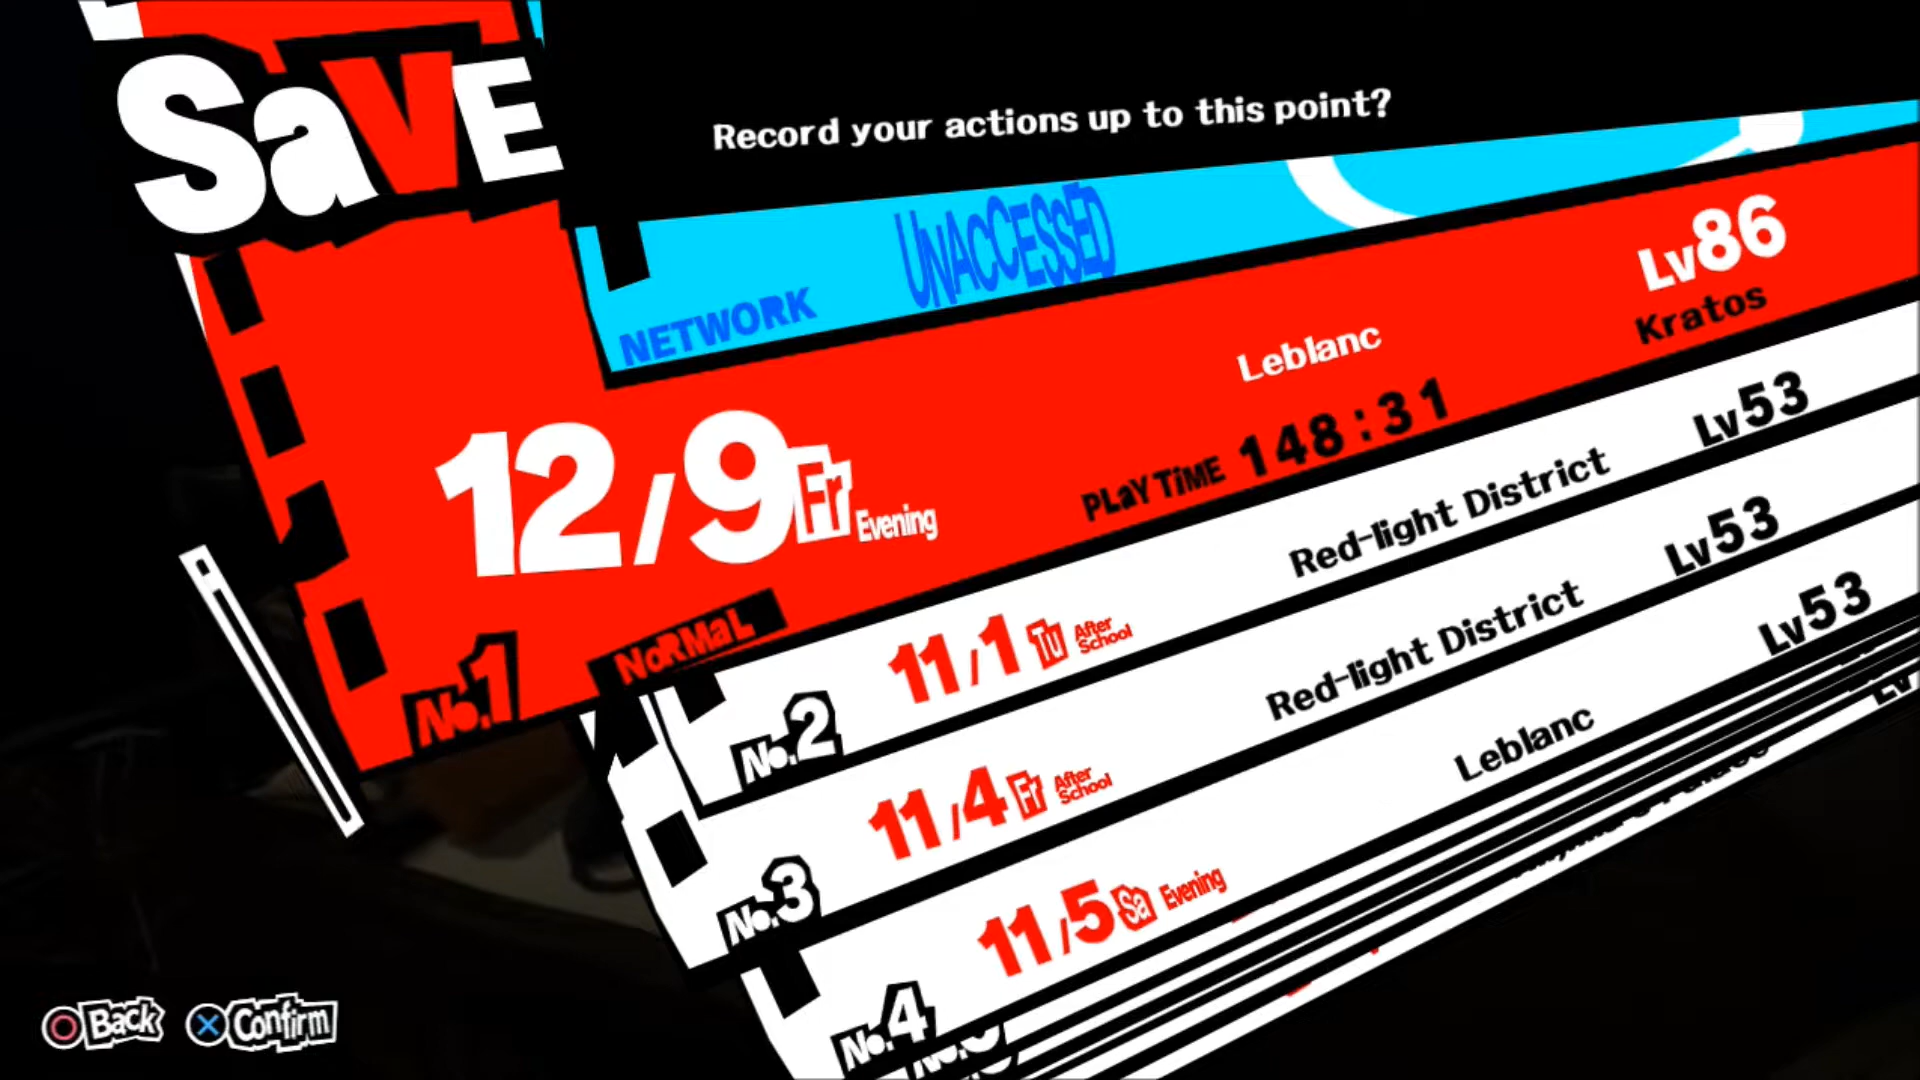 SaVE
Record your actions up to this point?
NETWORK UNACCESSED
Lv86
Leblanc
Kratos
12/9 Fr Evening
PLaY TiME 148:31
No.1 NoRMaL
No.2 11/1 Tu After School Red-light District Lv53
No.3 11/4 Fr After School Red-light District Lv53
No.4 11/5 Sa Evening Leblanc Lv53
Lv
Back Confirm